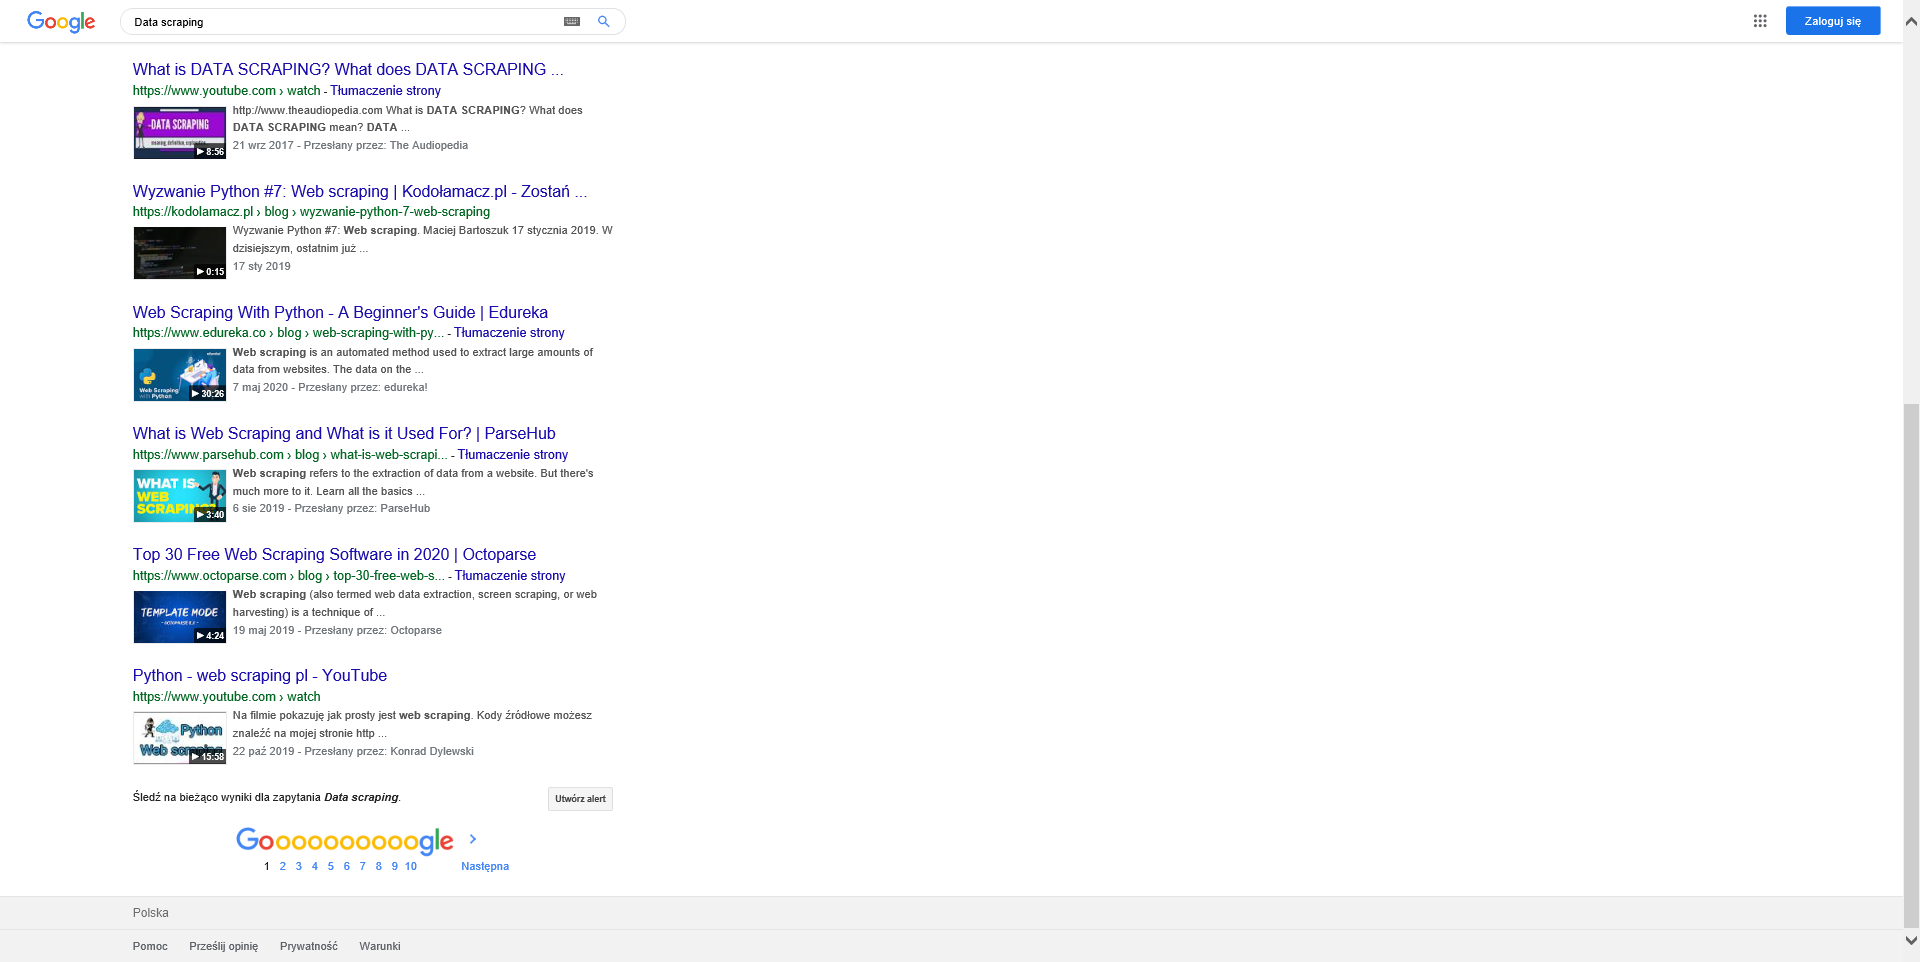 Google
Data scraping
Zaloguj się
What is DATA SCRAPING? What does DATA SCRAPING ...
https://www.youtube.com › watch - Tłumaczenie strony
-DATA SCRAPING
8:56
http://www.theaudiopedia.com What is DATA SCRAPING? What does
DATA SCRAPING mean? DATA ...
21 wrz 2017 - Przesłany przez: The Audiopedia
Wyzwanie Python #7: Web scraping | Kodołamacz.pl - Zostań ...
https://kodolamacz.pl › blog › wyzwanie-python-7-web-scraping
0:15
Wyzwanie Python #7: Web scraping. Maciej Bartoszuk 17 stycznia 2019. W
dzisiejszym, ostatnim już ...
17 sty 2019
Web Scraping With Python - A Beginner's Guide | Edureka
https://www.edureka.co › blog › web-scraping-with-py... - Tłumaczenie strony
Web Scraping
with Python
30:26
Web scraping is an automated method used to extract large amounts of
data from websites. The data on the ...
7 maj 2020 - Przesłany przez: edureka!
What is Web Scraping and What is it Used For? | ParseHub
https://www.parsehub.com › blog › what-is-web-scrapi... - Tłumaczenie strony
WHAT IS
WEB
SCRAPING?
3:40
Web scraping refers to the extraction of data from a website. But there's
much more to it. Learn all the basics ...
6 sie 2019 - Przesłany przez: ParseHub
Top 30 Free Web Scraping Software in 2020 | Octoparse
https://www.octoparse.com › blog › top-30-free-web-s... - Tłumaczenie strony
TEMPLATE MODE
4:24
Web scraping (also termed web data extraction, screen scraping, or web
harvesting) is a technique of ...
19 maj 2019 - Przesłany przez: Octoparse
Python - web scraping pl - YouTube
https://www.youtube.com › watch
Python
Web scraping
15:58
Na filmie pokazuję jak prosty jest web scraping. Kody źródłowe możesz
znaleźć na mojej stronie http ...
22 paź 2019 - Przesłany przez: Konrad Dylewski
Śledź na bieżąco wyniki dla zapytania Data scraping.
Utwórz alert
Goooooooooogle >
1 2 3 4 5 6 7 8 9 10 Następna
Polska
Pomoc Prześlij opinię Prywatność Warunki